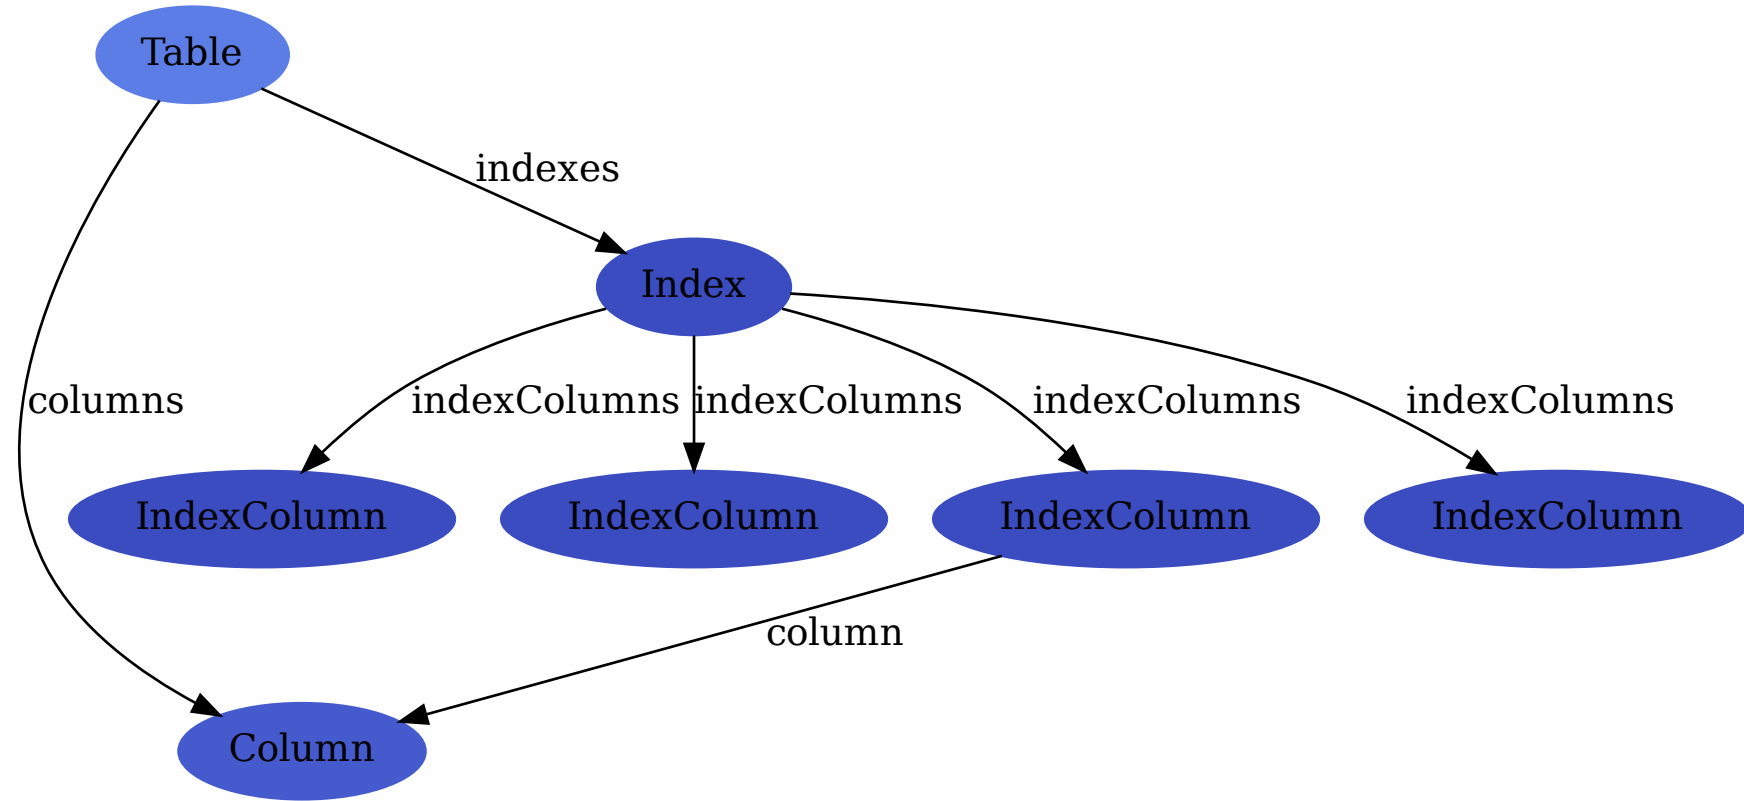 Table
indexes
Index
columns
indexColumns
indexColumns
indexColumns
indexColumns
IndexColumn
IndexColumn
IndexColumn
IndexColumn
column
Column